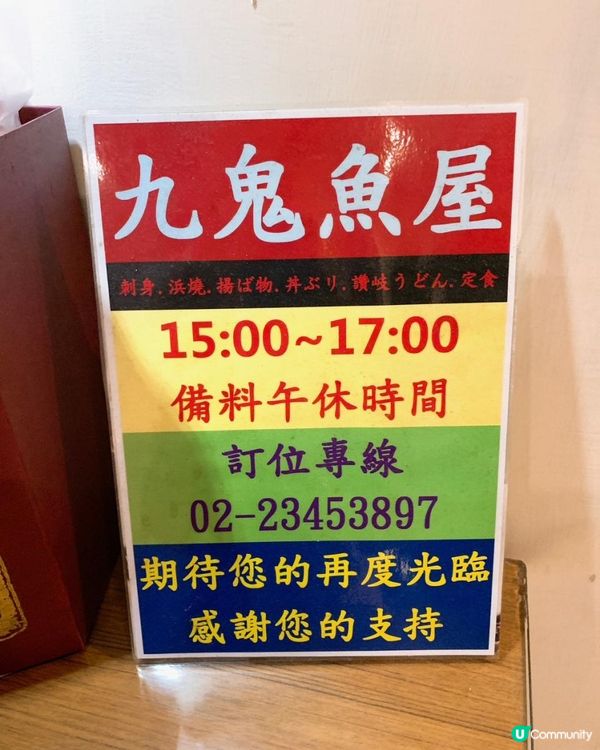 九鬼魚屋
刺身.浜燒.揚ば物.丼ぶり.讃岐うどん.定食
15:00~17:00
備料午休時間
訂位專線
02-23453897
期待您的再度光臨
感謝您的支持
U Community